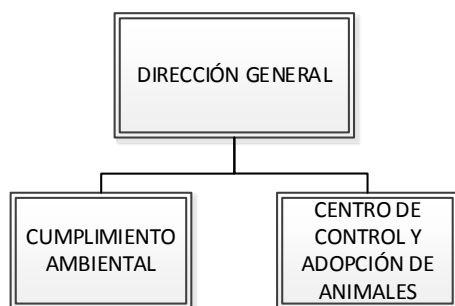 DIRECCIÓN GENERAL
CUMPLIMIENTO
AMBIENTAL
CENTRO DE
CONTROL Y
ADOPCIÓN DE
ANIMALES